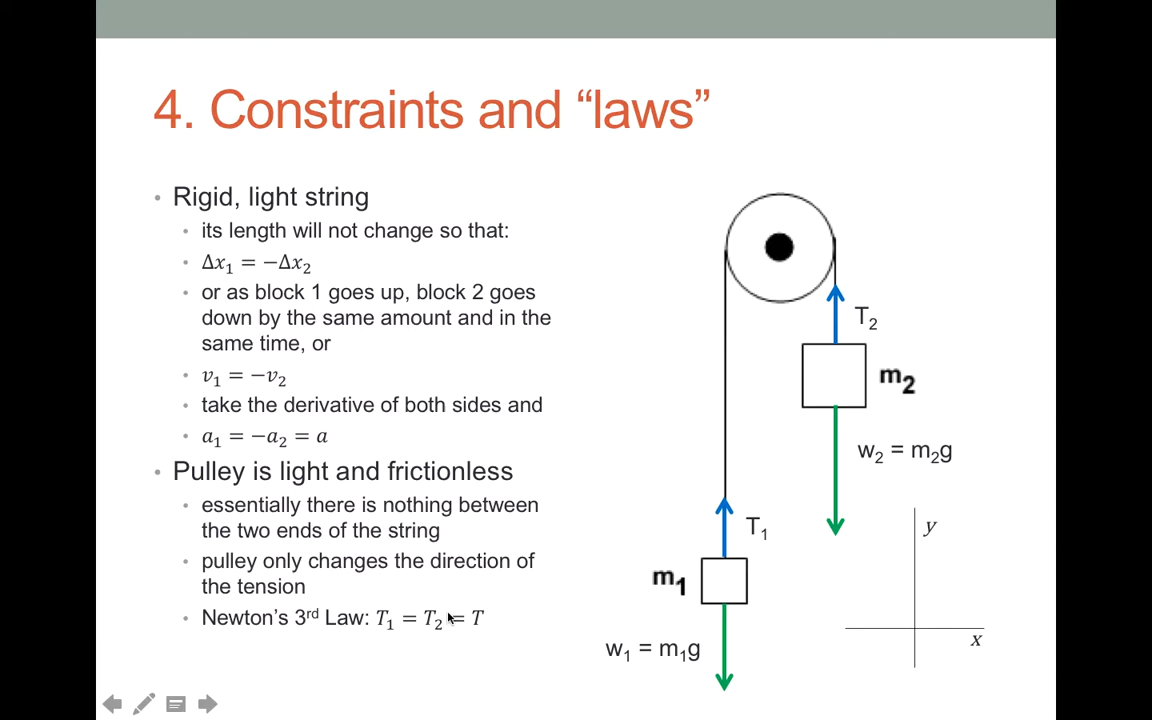 4. Constraints and “laws”
• Rigid, light string
• its length will not change so that:
• Δx₁ = −Δx₂
• or as block 1 goes up, block 2 goes
down by the same amount and in the
same time, or
• v₁ = −v₂
• take the derivative of both sides and
• a₁ = −a₂ = a
• Pulley is light and frictionless
• essentially there is nothing between
the two ends of the string
• pulley only changes the direction of
the tension
• Newton’s 3ʳᵈ Law: T₁ = T₂ = T
T₂
m₂
w₂ = m₂g
T₁
m₁
w₁ = m₁g
y
x